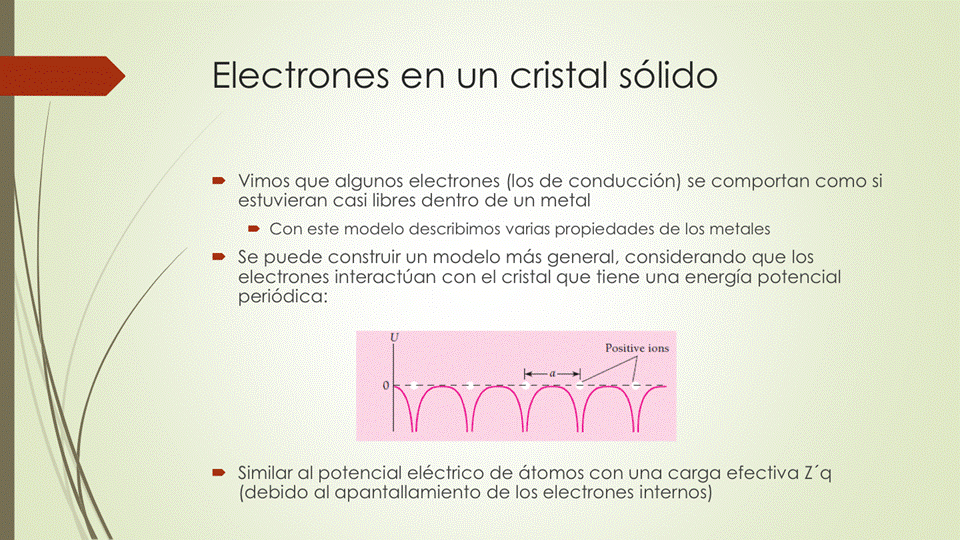 Electrones en un cristal sólido
Vimos que algunos electrones (los de conducción) se comportan como si
estuvieran casi libres dentro de un metal
Con este modelo describimos varias propiedades de los metales
Se puede construir un modelo más general, considerando que los
electrones interactúan con el cristal que tiene una energía potencial
periódica:
U
Positive ions
a
0
Similar al potencial eléctrico de átomos con una carga efectiva Z´q
(debido al apantallamiento de los electrones internos)